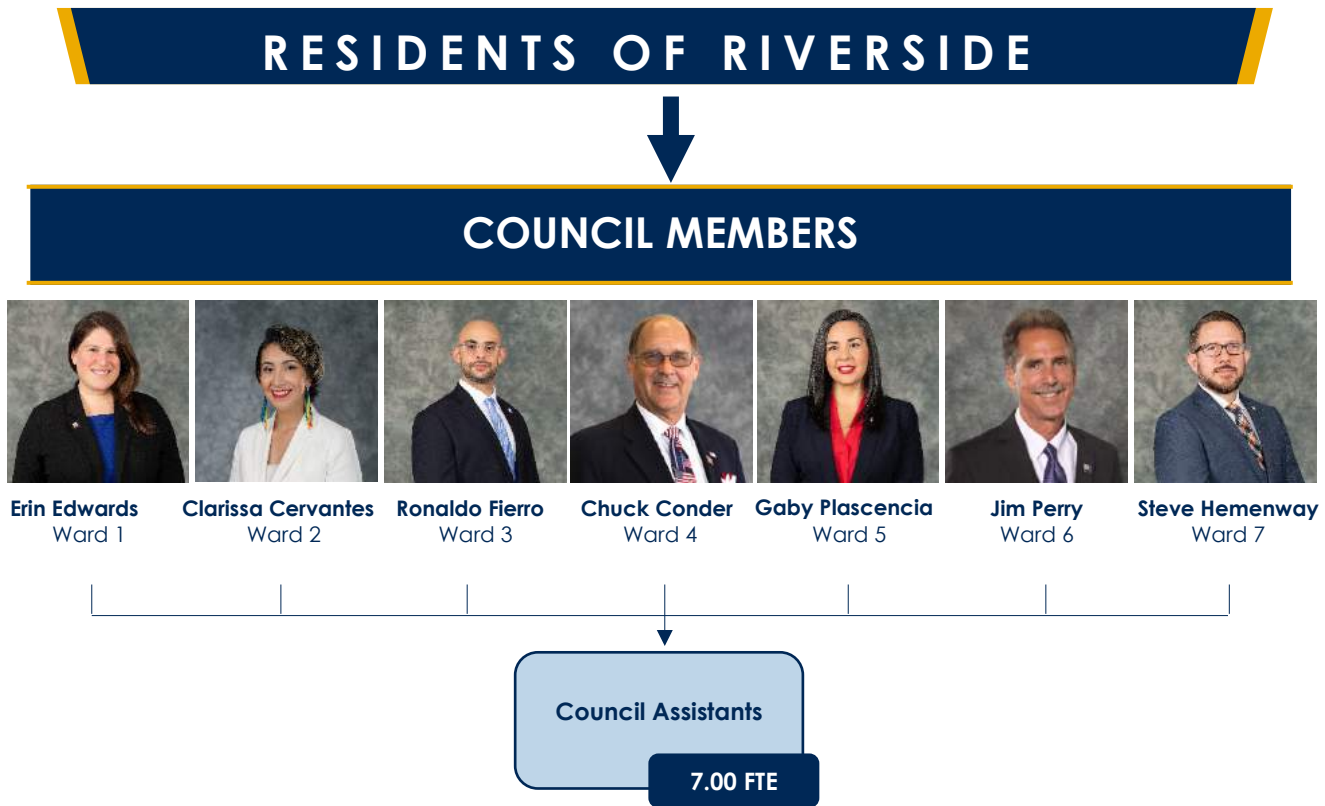 RESIDENTS OF RIVERSIDE
COUNCIL MEMBERS
Erin Edwards
Ward 1
Clarissa Cervantes
Ward 2
Ronaldo Fierro
Ward 3
Chuck Conder
Ward 4
Gaby Plascencia
Ward 5
Jim Perry
Ward 6
Steve Hemenway
Ward 7
Council Assistants
7.00 FTE